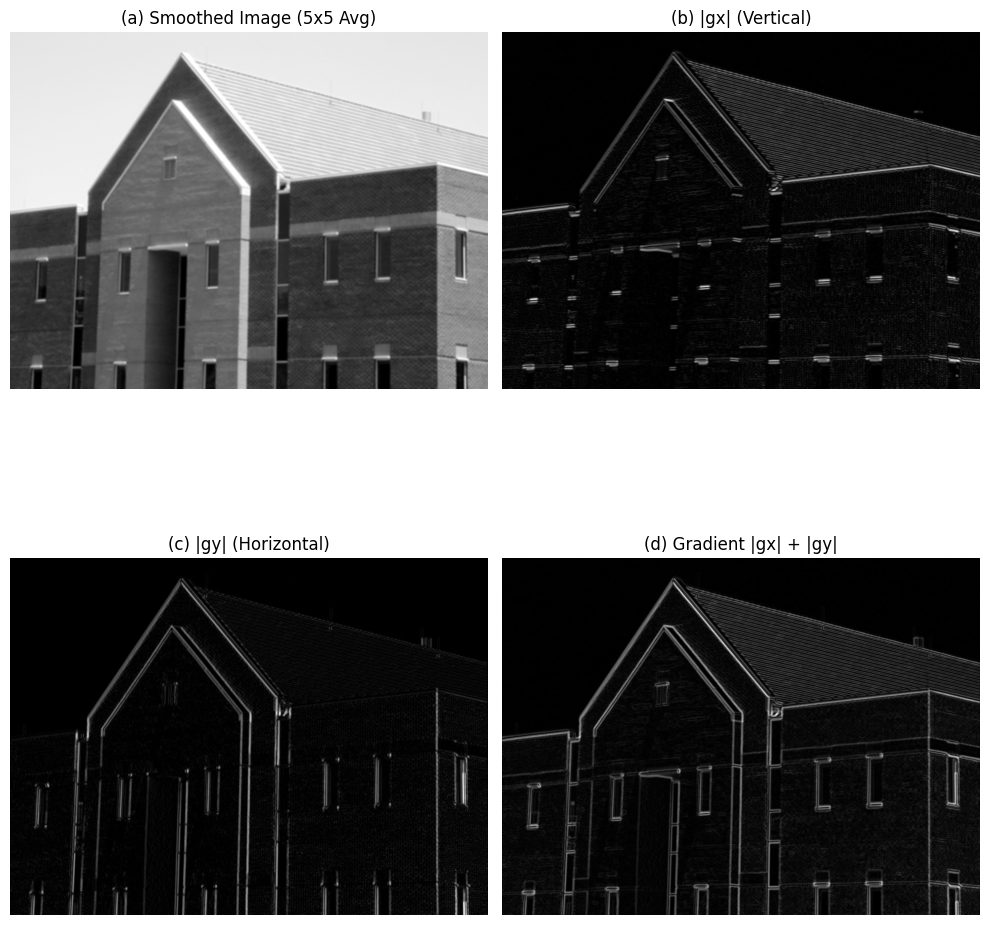 (a) Smoothed Image (5x5 Avg)
(b) |gx| (Vertical)
(c) |gy| (Horizontal)
(d) Gradient |gx| + |gy|